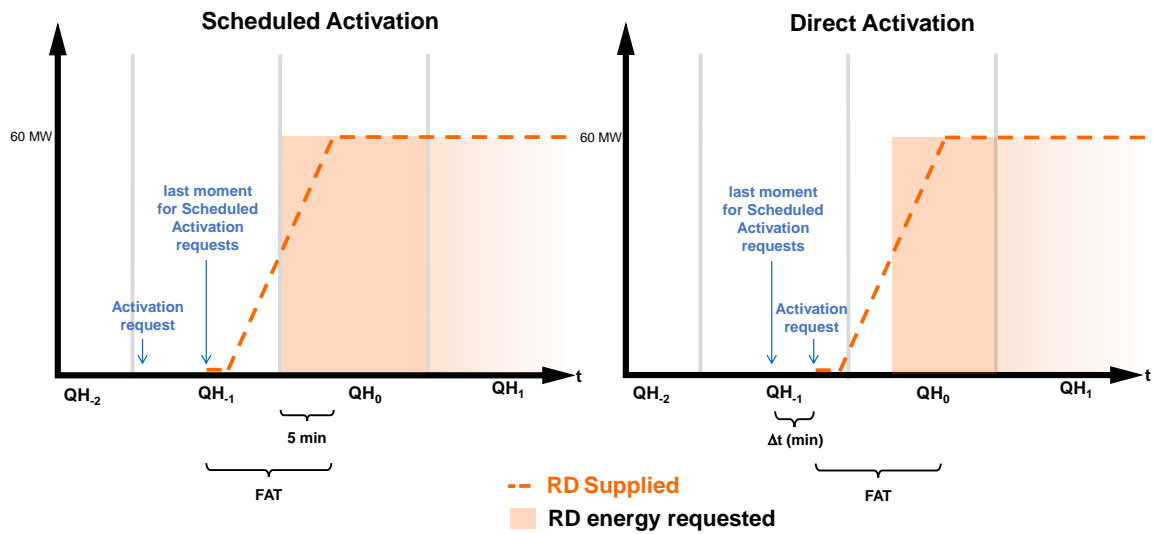 Scheduled Activation
60 MW
last moment
for Scheduled
Activation
requests
Activation
request
t
QH-2
QH-1
QH0
QH1
5 min
FAT
Direct Activation
60 MW
last moment
for Scheduled
Activation
requests
Activation
request
t
QH-2
QH-1
QH0
QH1
Δt (min)
FAT
RD Supplied
RD energy requested